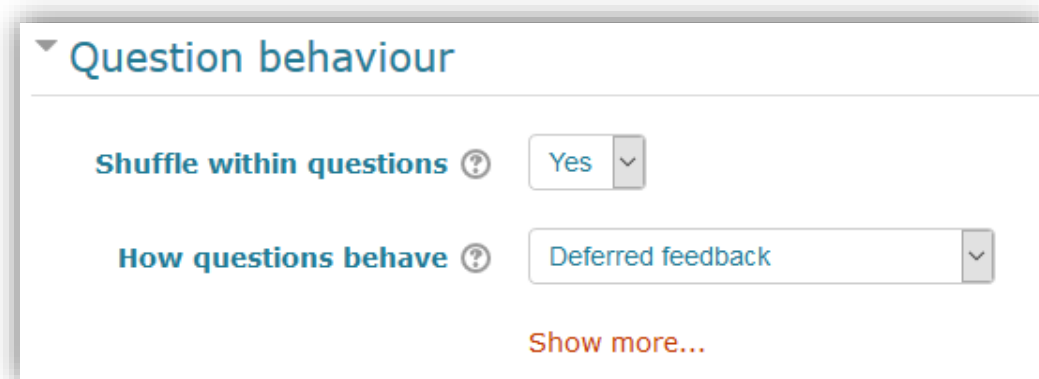 Question behaviour
Shuffle within questions Yes
How questions behave Deferred feedback
Show more...